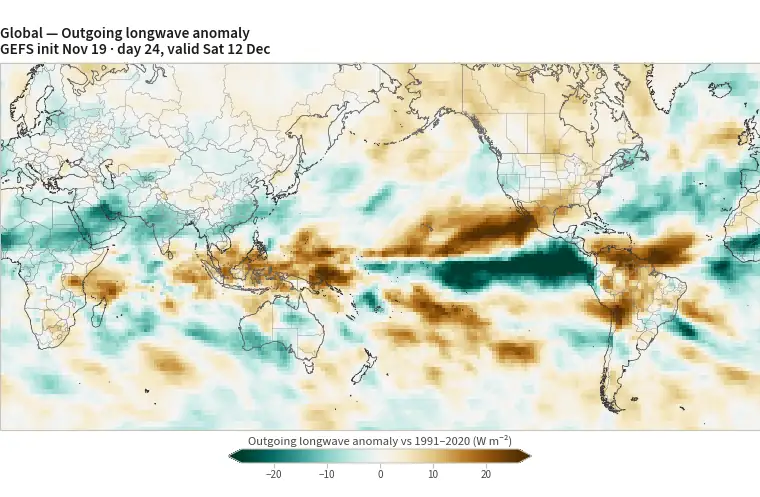 Global — Outgoing longwave anomaly
GEFS init Nov 19 · day 24, valid Sat 12 Dec
Outgoing longwave anomaly vs 1991–2020 (W m⁻²)
−20 −10 0 10 20